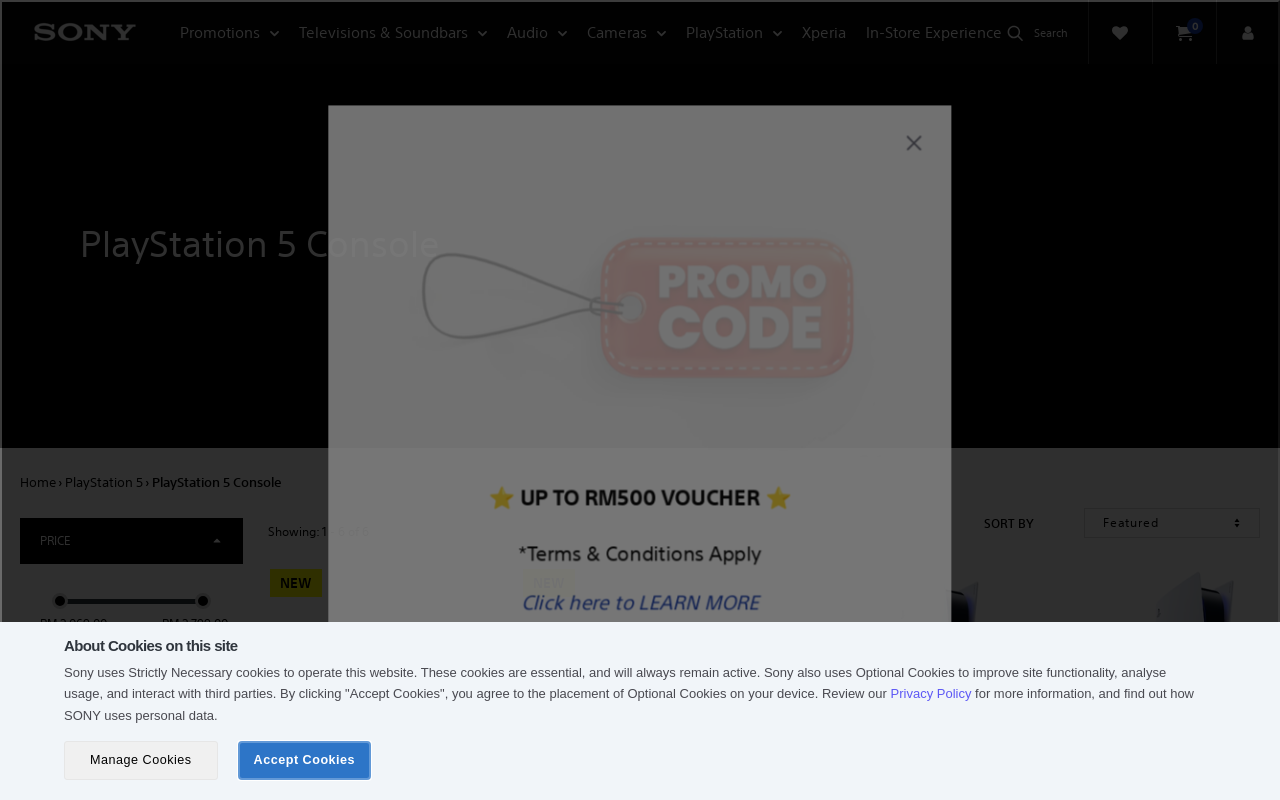 SONY
Promotions Televisions & Soundbars Audio Cameras PlayStation Xperia In-Store Experience Search 0
PlayStation 5 Console
PROMO
CODE
⭐ UP TO RM500 VOUCHER ⭐
Home › PlayStation 5 › PlayStation 5 Console
PRICE
Showing: 1
SORT BY
Featured
*Terms & Conditions Apply
NEW
NEW
Click here to LEARN MORE
About Cookies on this site
Sony uses Strictly Necessary cookies to operate this website. These cookies are essential, and will always remain active. Sony also uses Optional Cookies to improve site functionality, analyse
usage, and interact with third parties. By clicking "Accept Cookies", you agree to the placement of Optional Cookies on your device. Review our Privacy Policy for more information, and find out how
SONY uses personal data.
Manage Cookies
Accept Cookies